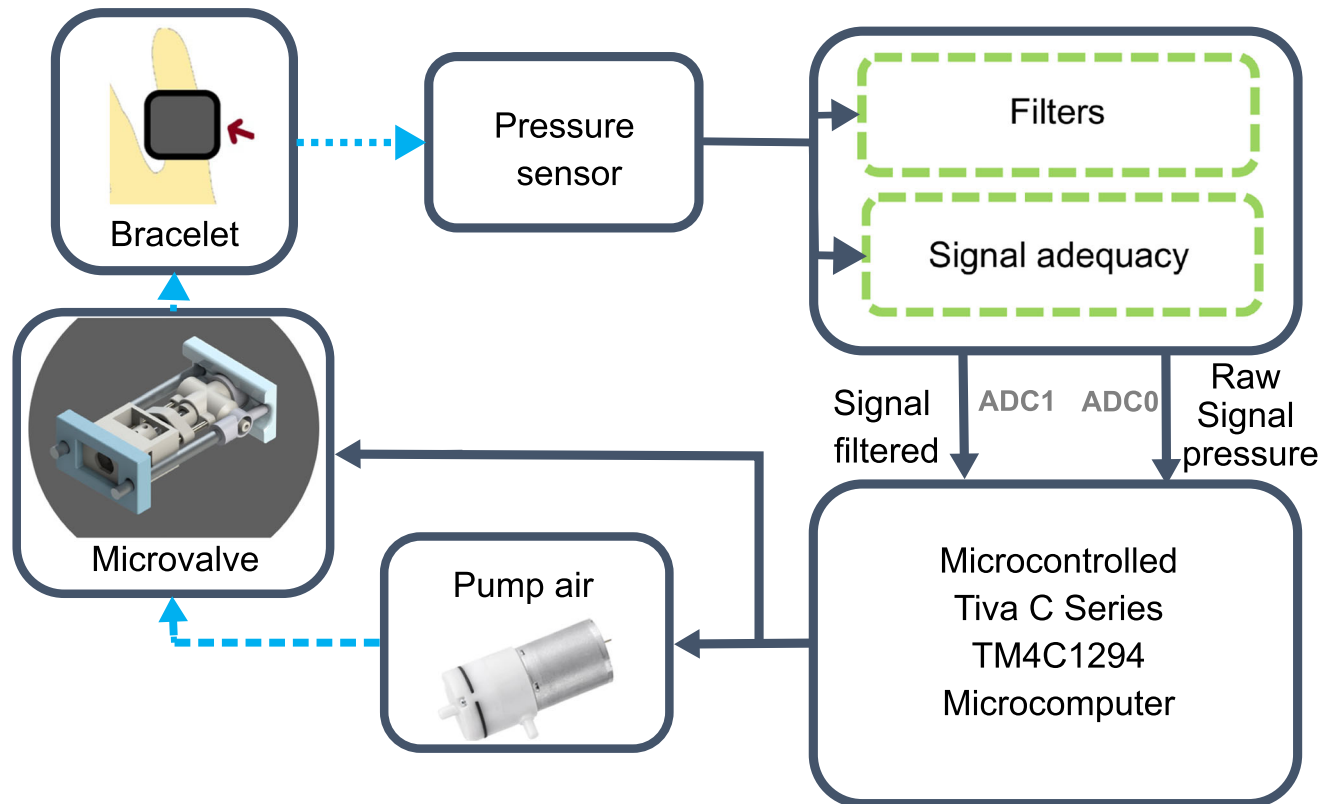 Bracelet
Pressure
sensor
Filters
Signal adequacy
Signal
filtered
ADC1
ADC0
Raw
Signal
pressure
Microvalve
Pump air
Microcontrolled
Tiva C Series
TM4C1294
Microcomputer